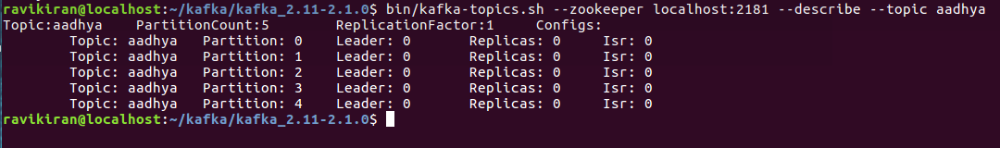 ravikiran@localhost:~/kafka/kafka_2.11-2.1.0$ bin/kafka-topics.sh --zookeeper localhost:2181 --describe --topic aadhya
Topic:aadhya PartitionCount:5 ReplicationFactor:1 Configs:
Topic: aadhya Partition: 0 Leader: 0 Replicas: 0 Isr: 0
Topic: aadhya Partition: 1 Leader: 0 Replicas: 0 Isr: 0
Topic: aadhya Partition: 2 Leader: 0 Replicas: 0 Isr: 0
Topic: aadhya Partition: 3 Leader: 0 Replicas: 0 Isr: 0
Topic: aadhya Partition: 4 Leader: 0 Replicas: 0 Isr: 0
ravikiran@localhost:~/kafka/kafka_2.11-2.1.0$